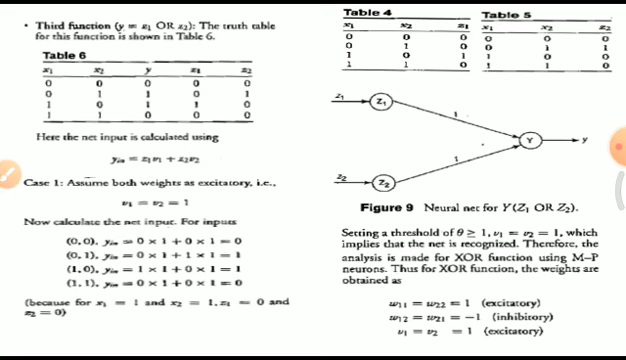 • Third function (y = z₁ OR z₂): The truth table
for this function is shown in Table 6.
Table 6
x₁ x₂ y z₁ z₂
0 0 0 0 0
0 1 1 0 1
1 0 1 1 0
1 1 0 0 0
Here the net input is calculated using
yᵢₙ = z₁v₁ + z₂v₂
Case 1: Assume both weights as excitatory, i.e.,
v₁ = v₂ = 1
Now calculate the net input. For inputs
(0, 0), yᵢₙ = 0 × 1 + 0 × 1 = 0
(0, 1), yᵢₙ = 0 × 1 + 1 × 1 = 1
(1, 0), yᵢₙ = 1 × 1 + 0 × 1 = 1
(1, 1), yᵢₙ = 0 × 1 + 0 × 1 = 0
(because for x₁ = 1 and x₂ = 1, z₁ = 0 and
z₂ = 0)
Table 4
x₁ x₂ z₁
0 0 0
0 1 0
1 0 1
1 1 0
Table 5
x₁ x₂ z₂
0 0 0
0 1 1
1 0 0
1 1 0
z₁
Z₁
1
Y
y
1
z₂
Z₂
Figure 9 Neural net for Y(Z₁ OR Z₂).
Setting a threshold of θ ≥ 1, v₁ = v₂ = 1, which
implies that the net is recognized. Therefore, the
analysis is made for XOR function using M–P
neurons. Thus for XOR function, the weights are
obtained as
w₁₁ = w₂₂ = 1 (excitatory)
w₁₂ = w₂₁ = −1 (inhibitory)
v₁ = v₂ = 1 (excitatory)